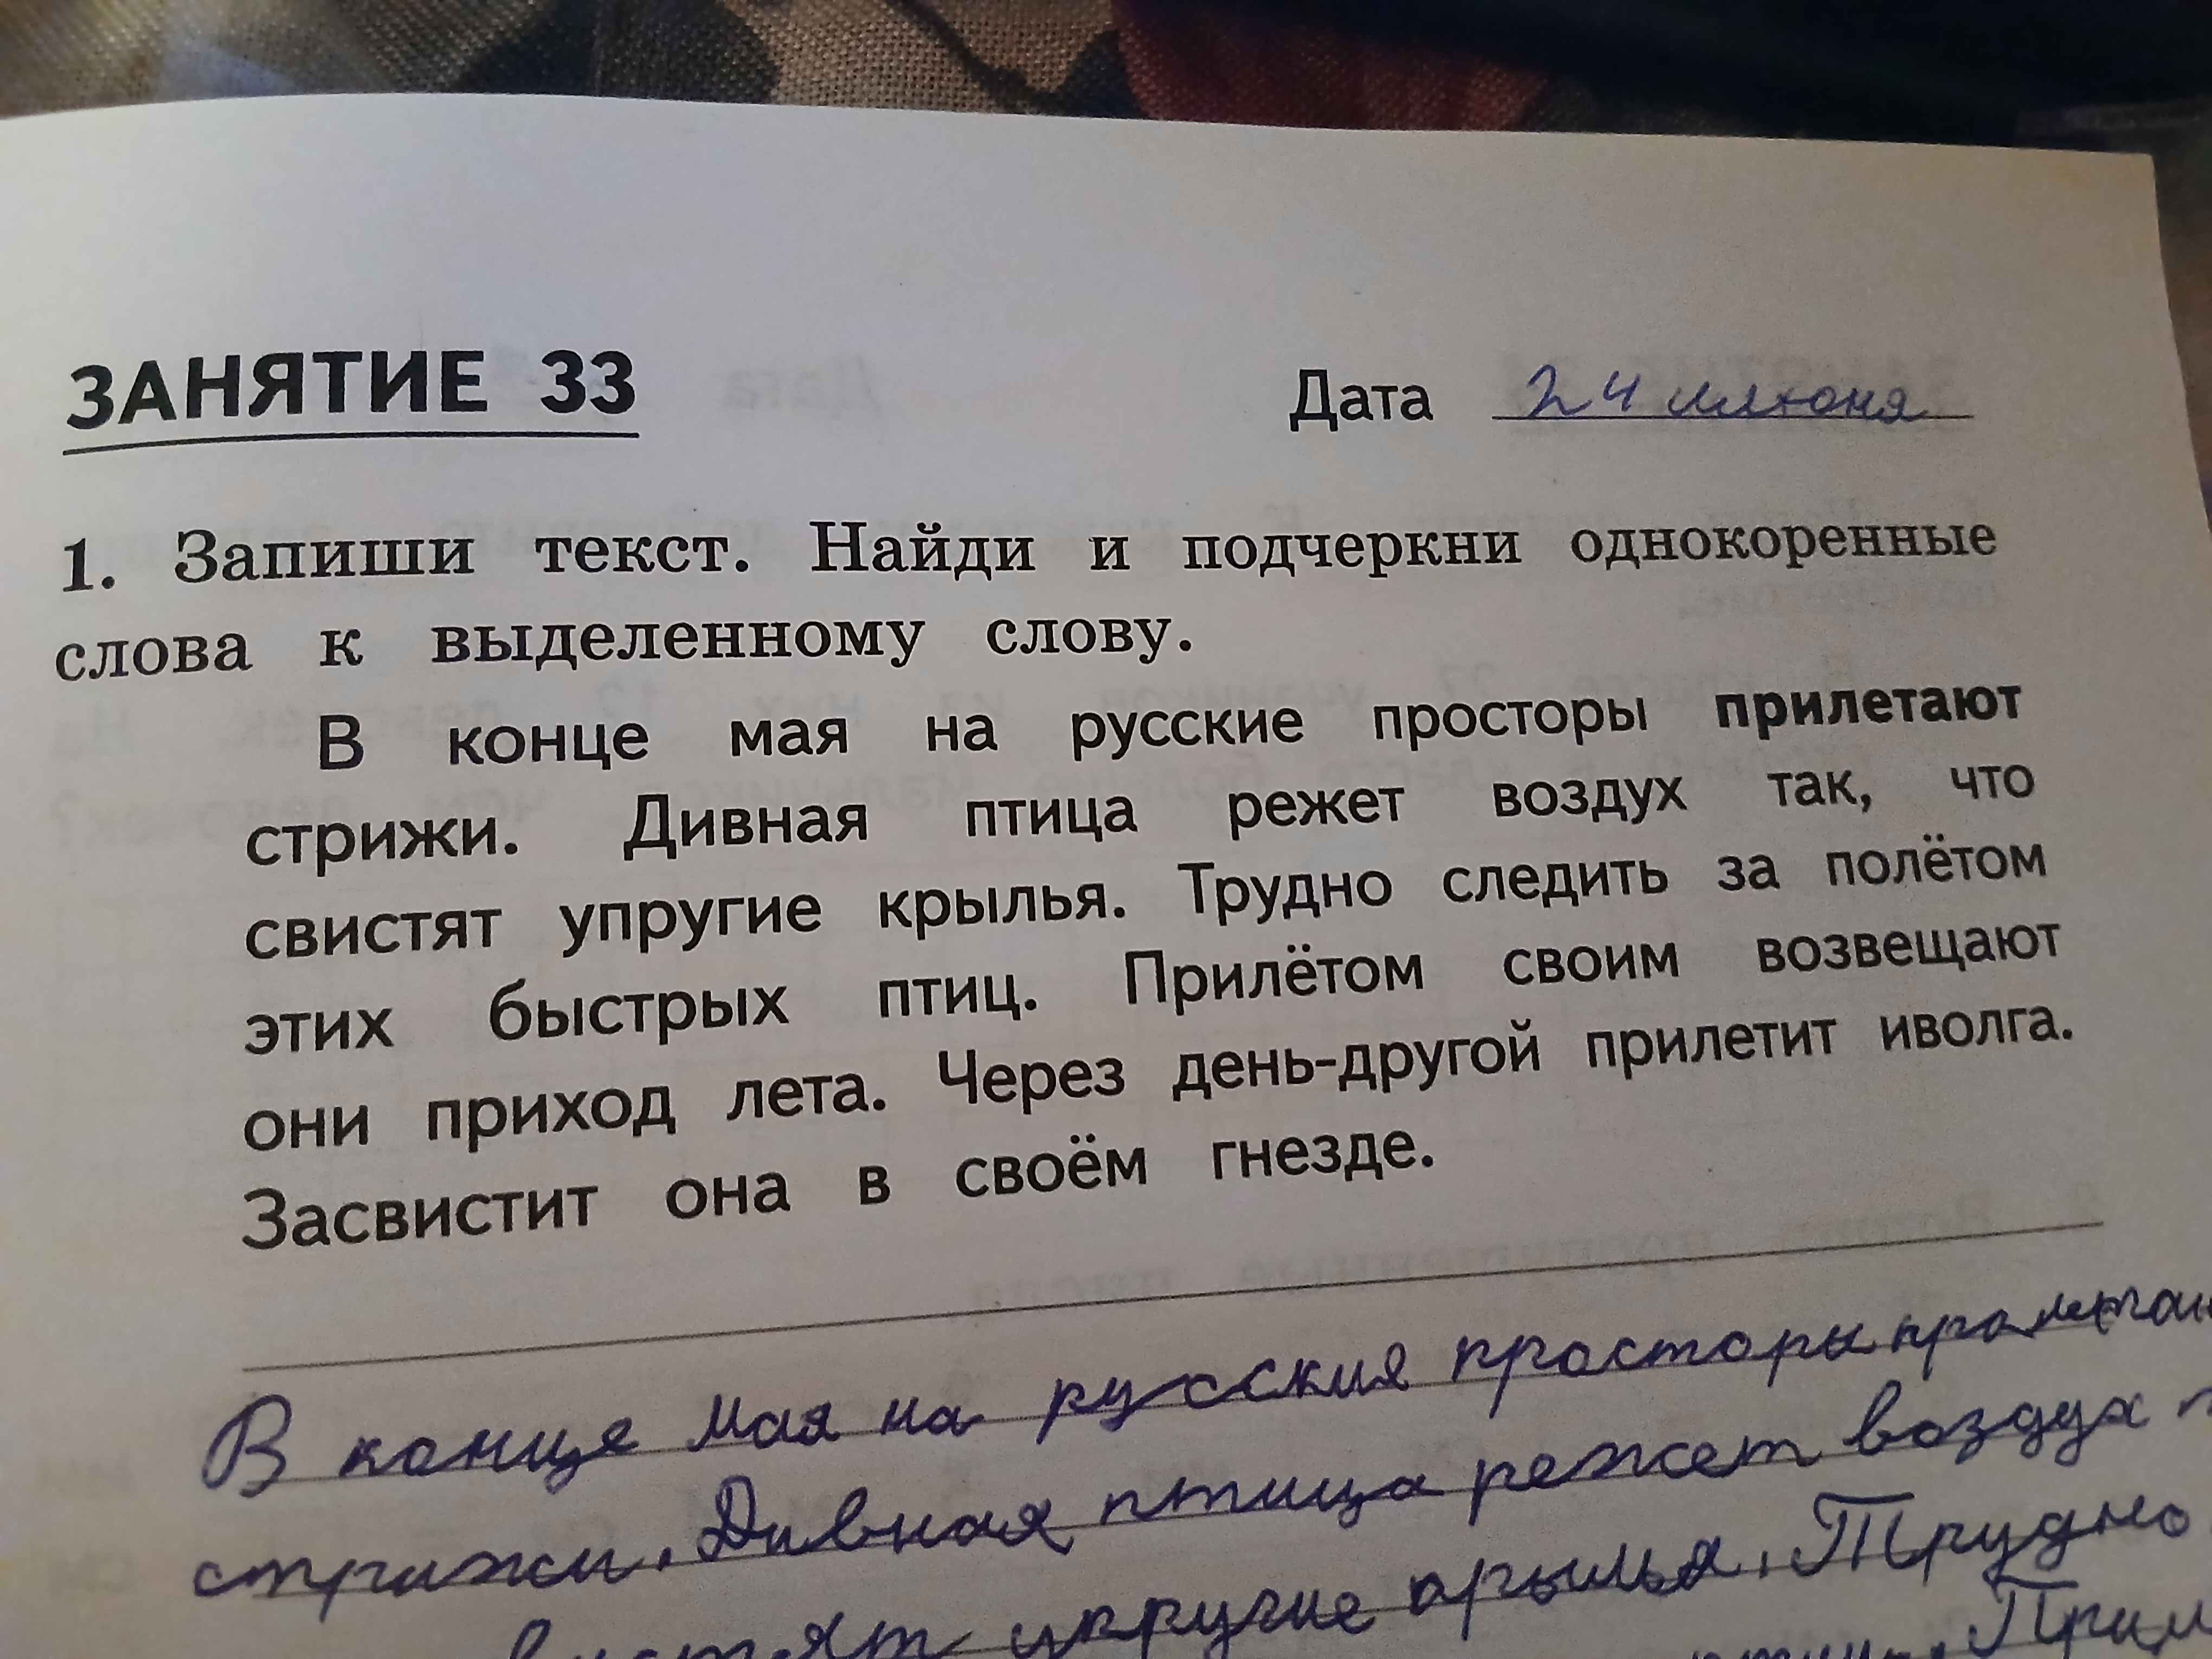 ЗАНЯТИЕ 33 Дата 24 июня
1. Запиши текст. Найди и подчеркни однокоренные
слова к выделенному слову.
В конце мая на русские просторы прилетают
стрижи. Дивная птица режет воздух так, что
свистят упругие крылья. Трудно следить за полётом
этих быстрых птиц. Прилётом своим возвещают
они приход лета. Через день-другой прилетит иволга.
Засвистит она в своём гнезде.
В конце мая на русския просторы
стрижи. Дивная птица режет воздух
упругие крылья. Трудно